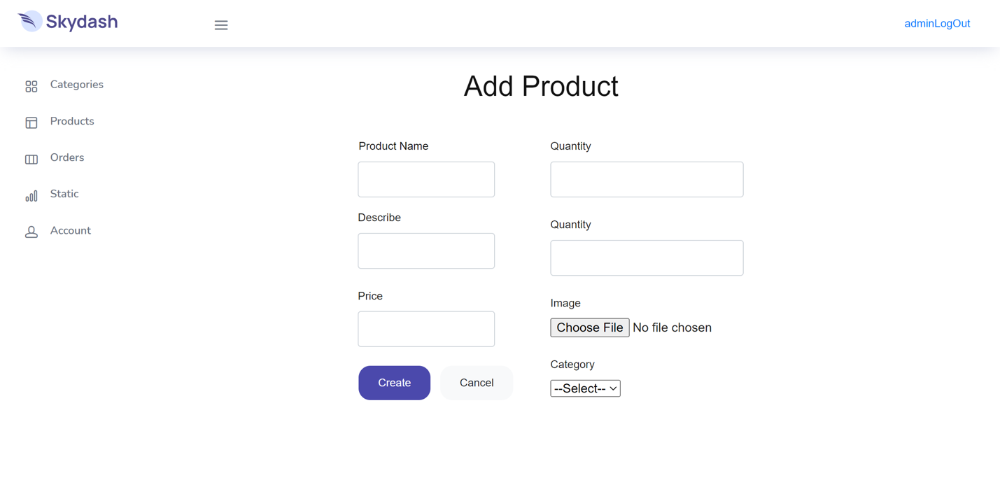 Skydash
adminLogOut
Categories
Products
Orders
Static
Account
Add Product
Product Name
Describe
Price
Create Cancel
Quantity
Quantity
Image
Choose File No file chosen
Category
--Select--